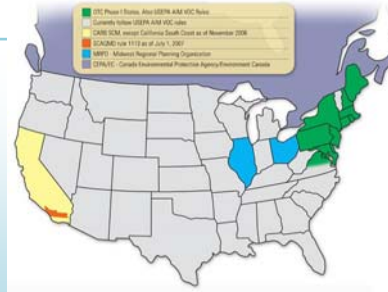 OTC Phase I States, Also USEPA AIM VOC Rules
Currently follow USEPA AIM VOC rules
CARB SCM, except California South Coast as of November 2006
SCAQMD rule 1113 as of July 1, 2007
MRPO - Midwest Regional Planning Organization
CEPA/EC - Canada Environmental Protection Agency/Environment Canada